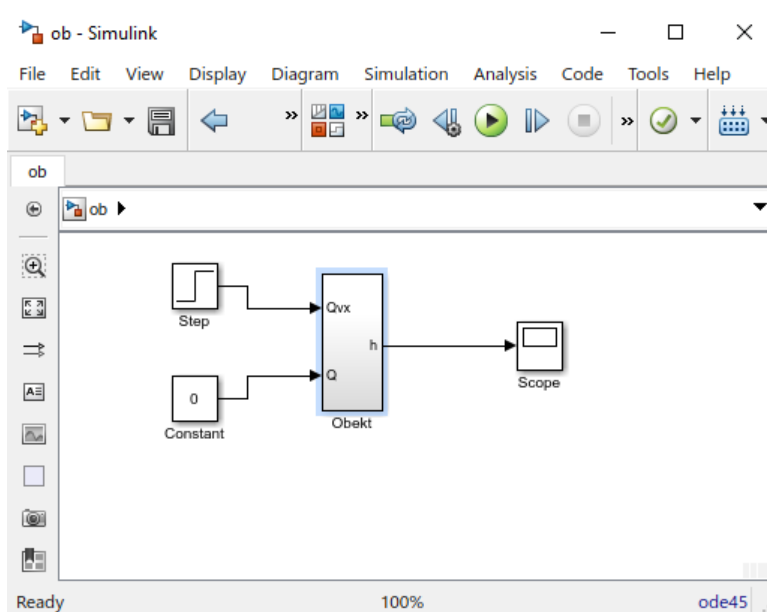 ob - Simulink
File Edit View Display Diagram Simulation Analysis Code Tools Help
ob
ob
Step
Qvx
h
Q
0
Constant
Obekt
Scope
Ready 100% ode45